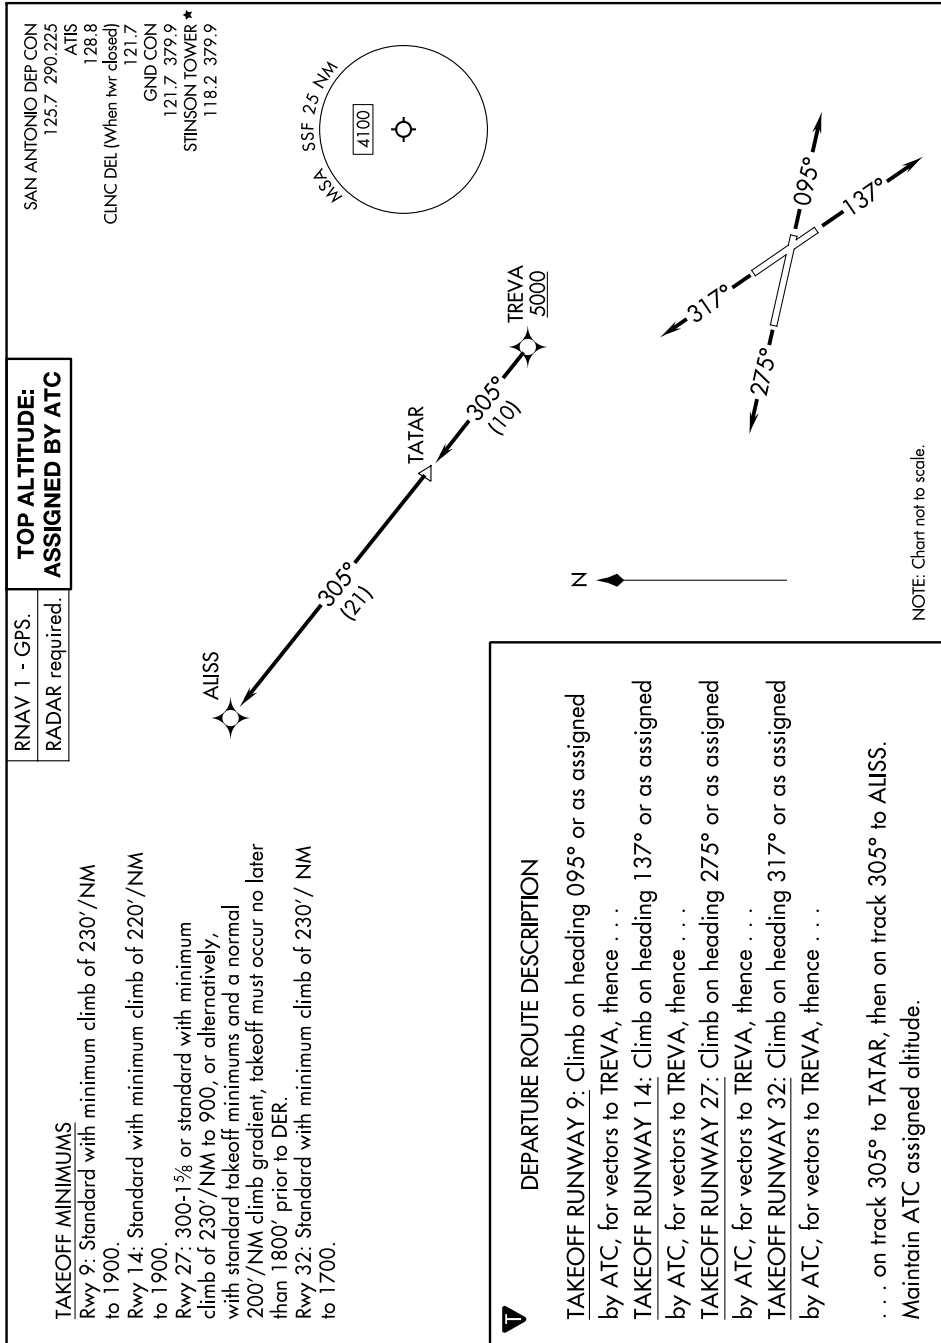 RNAV 1 - GPS.
RADAR required.
TOP ALTITUDE:
ASSIGNED BY ATC
SAN ANTONIO DEP CON
125.7 290.225
ATIS
128.8
CLNC DEL (When twr closed)
121.7
GND CON
121.7 379.9
STINSON TOWER★
118.2 379.9
TAKEOFF MINIMUMS
Rwy 9: Standard with minimum climb of 230'/NM
to 1900.
Rwy 14: Standard with minimum climb of 220'/NM
to 1900.
Rwy 27: 300-1⅝ or standard with minimum
climb of 230'/NM to 900, or alternatively,
with standard takeoff minimums and a normal
200'/NM climb gradient, takeoff must occur no later
than 1800' prior to DER.
Rwy 32: Standard with minimum climb of 230'/ NM
to 1700.
MSA SSF 25 NM
4100
ALISS
305°
(21)
TATAR
305°
(10)
TREVA
5000
N
317°
095°
275°
137°
NOTE: Chart not to scale.
T
DEPARTURE ROUTE DESCRIPTION
TAKEOFF RUNWAY 9: Climb on heading 095° or as assigned
by ATC, for vectors to TREVA, thence . . .
TAKEOFF RUNWAY 14: Climb on heading 137° or as assigned
by ATC, for vectors to TREVA, thence . . .
TAKEOFF RUNWAY 27: Climb on heading 275° or as assigned
by ATC, for vectors to TREVA, thence . . .
TAKEOFF RUNWAY 32: Climb on heading 317° or as assigned
by ATC, for vectors to TREVA, thence . . .
. . . on track 305° to TATAR, then on track 305° to ALISS.
Maintain ATC assigned altitude.